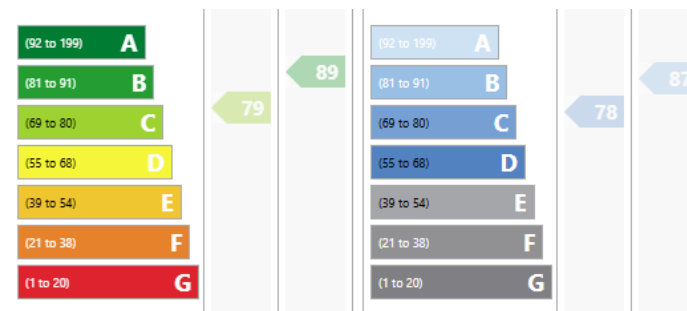 (92 to 199) A
(81 to 91) B
(69 to 80) C
(55 to 68) D
(39 to 54) E
(21 to 38) F
(1 to 20) G
79
89
(92 to 199) A
(81 to 91) B
(69 to 80) C
(55 to 68) D
(39 to 54) E
(21 to 38) F
(1 to 20) G
78
87